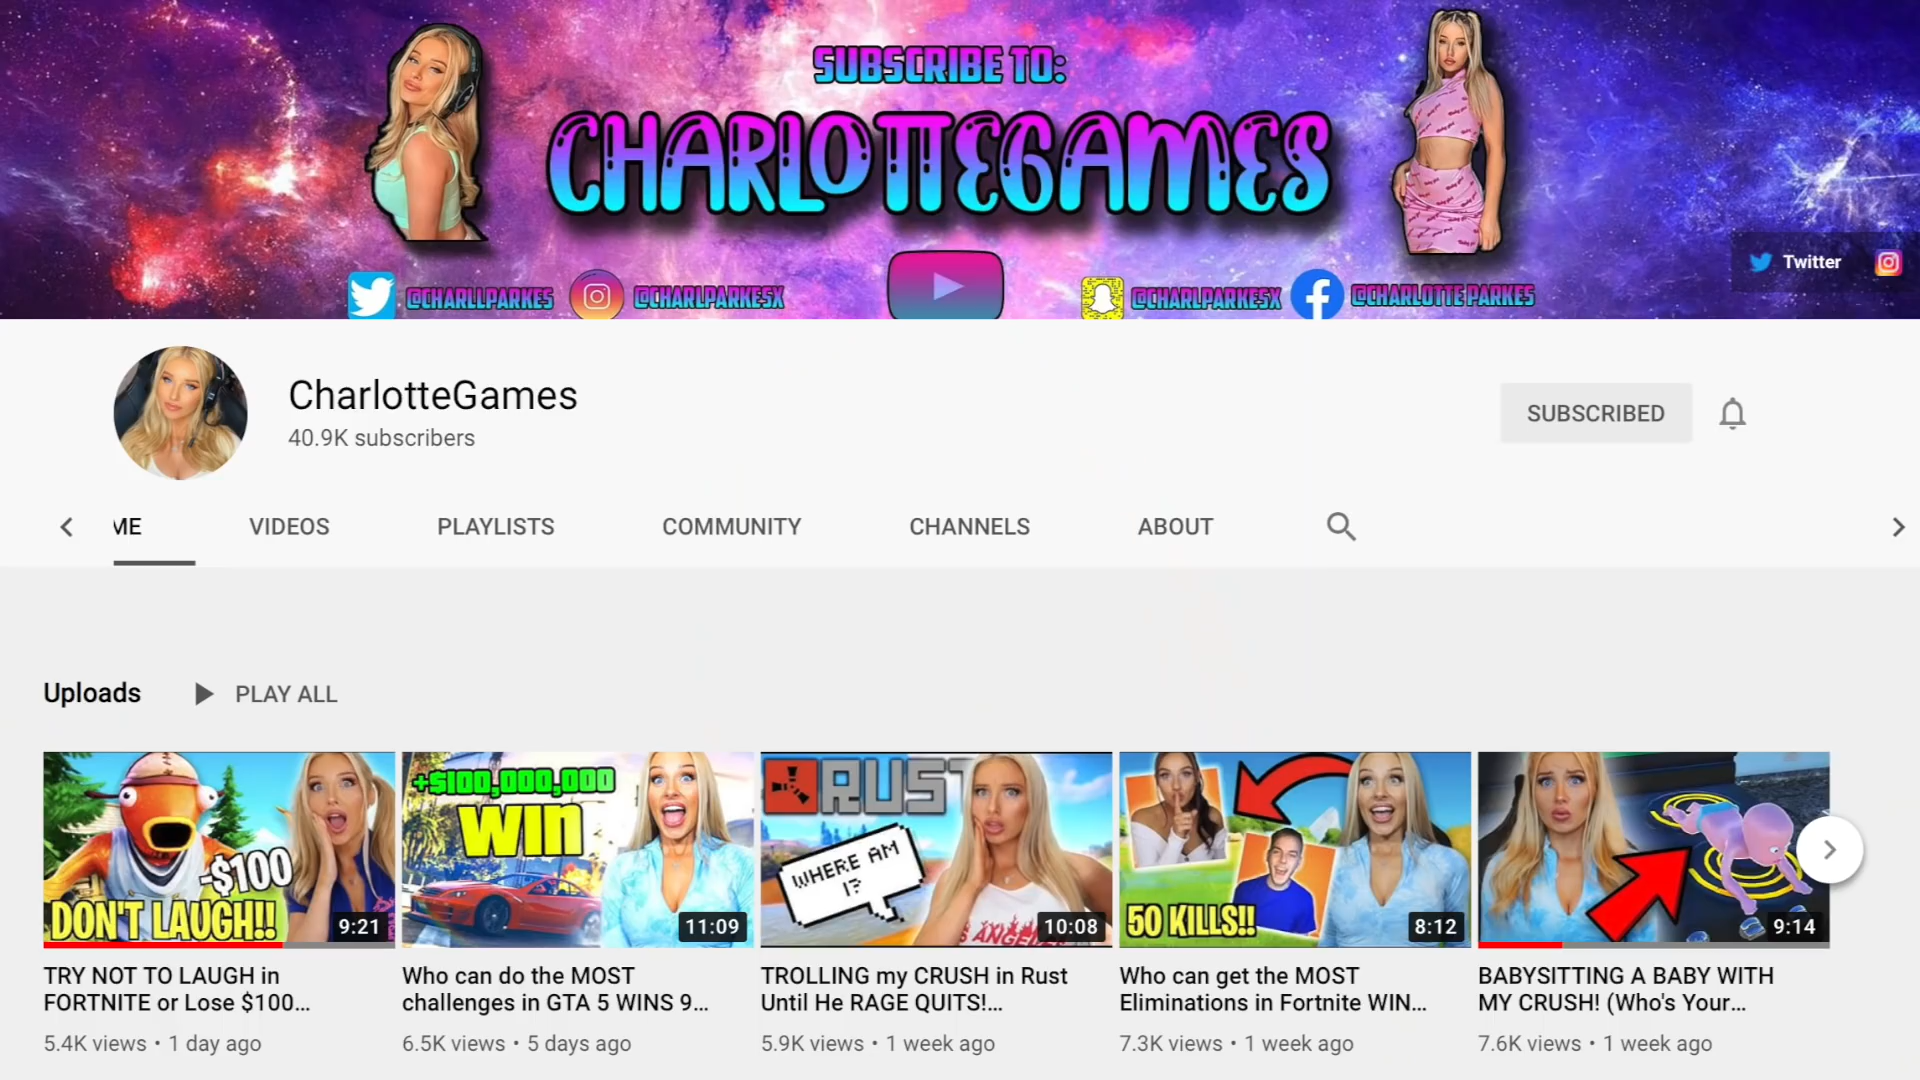 SUBSCRIBE TO:
CHARLOTTEGAMES
Twitter
@CHARLLPARKES
@CHARLPARKESX
@CHARLPARKESX
@CHARLOTTE PARKES
CharlotteGames
40.9K subscribers
SUBSCRIBED
ME
VIDEOS
PLAYLISTS
COMMUNITY
CHANNELS
ABOUT
Uploads
PLAY ALL
-$100
DON'T LAUGH!!
9:21
+$100,000,000
WIN
11:09
RUST
WHERE AM
I?
10:08
50 KILLS!!
8:12
9:14
TRY NOT TO LAUGH in
FORTNITE or Lose $100...
5.4K views • 1 day ago
Who can do the MOST
challenges in GTA 5 WINS 9...
6.5K views • 5 days ago
TROLLING my CRUSH in Rust
Until He RAGE QUITS!...
5.9K views • 1 week ago
Who can get the MOST
Eliminations in Fortnite WIN...
7.3K views • 1 week ago
BABYSITTING A BABY WITH
MY CRUSH! (Who's Your...
7.6K views • 1 week ago